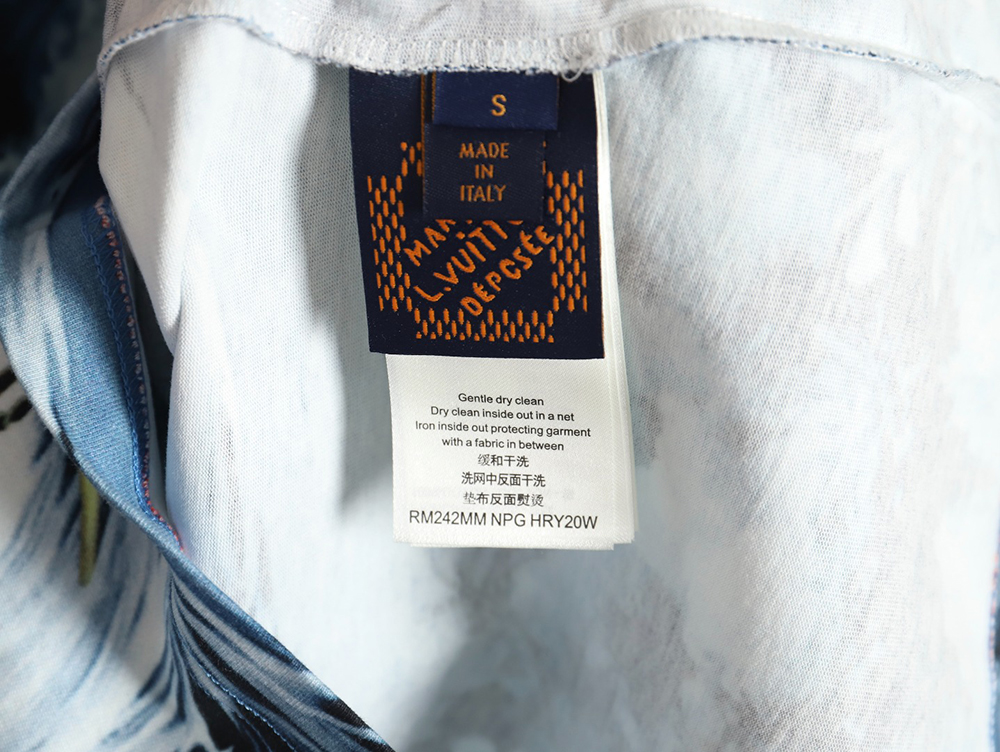 S
MADE
IN
ITALY
L.VUITT
DEPOSÉE
Gentle dry clean
Dry clean inside out in a net
Iron inside out protecting garment
with a fabric in between
缓和干洗
洗网中反面干洗
垫布反面熨烫
RM242MM NPG HRY20W